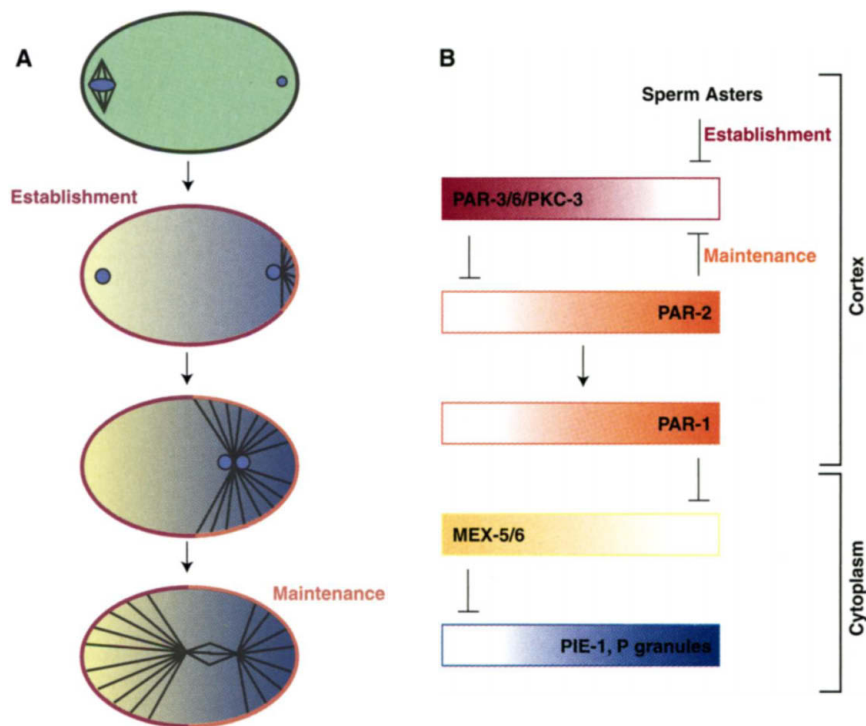 A
Establishment
Maintenance
B
Sperm Asters
Establishment
PAR-3/6/PKC-3
Maintenance
PAR-2
PAR-1
MEX-5/6
PIE-1, P granules
Cortex
Cytoplasm